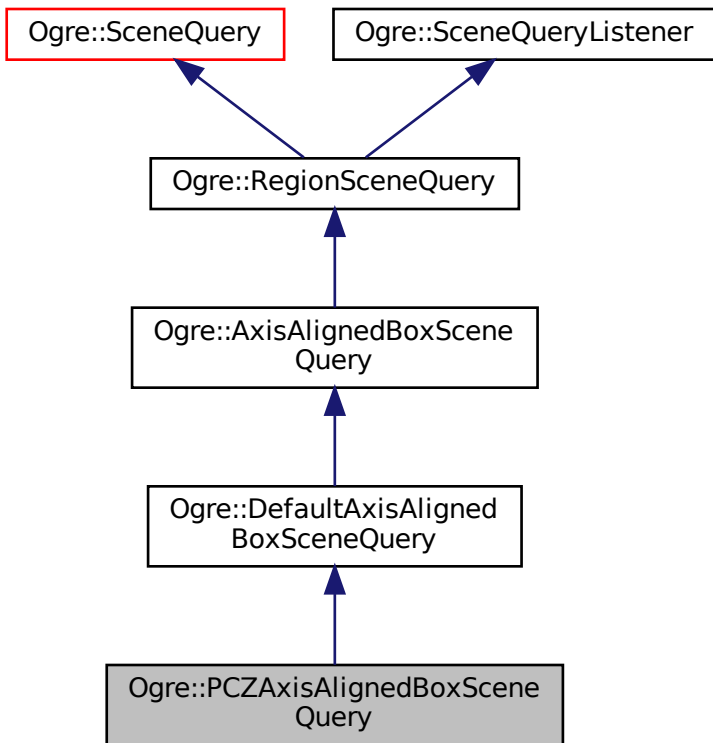 Ogre::SceneQuery
Ogre::SceneQueryListener
Ogre::RegionSceneQuery
Ogre::AxisAlignedBoxScene
Query
Ogre::DefaultAxisAligned
BoxSceneQuery
Ogre::PCZAxisAlignedBoxScene
Query